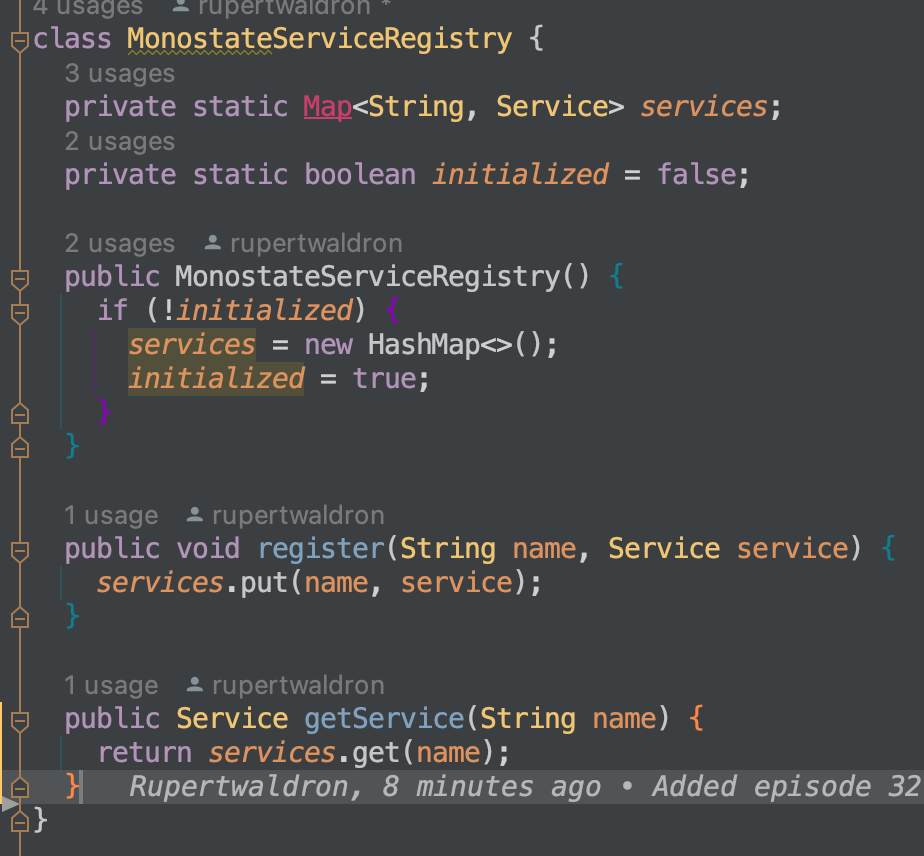 4 usages rupertwaldron *
class MonostateServiceRegistry {
3 usages
private static Map<String, Service> services;
2 usages
private static boolean initialized = false;
2 usages rupertwaldron
public MonostateServiceRegistry() {
if (!initialized) {
services = new HashMap<>();
initialized = true;
}
}
1 usage rupertwaldron
public void register(String name, Service service) {
services.put(name, service);
}
1 usage rupertwaldron
public Service getService(String name) {
return services.get(name);
} Rupertwaldron, 8 minutes ago • Added episode 32
}